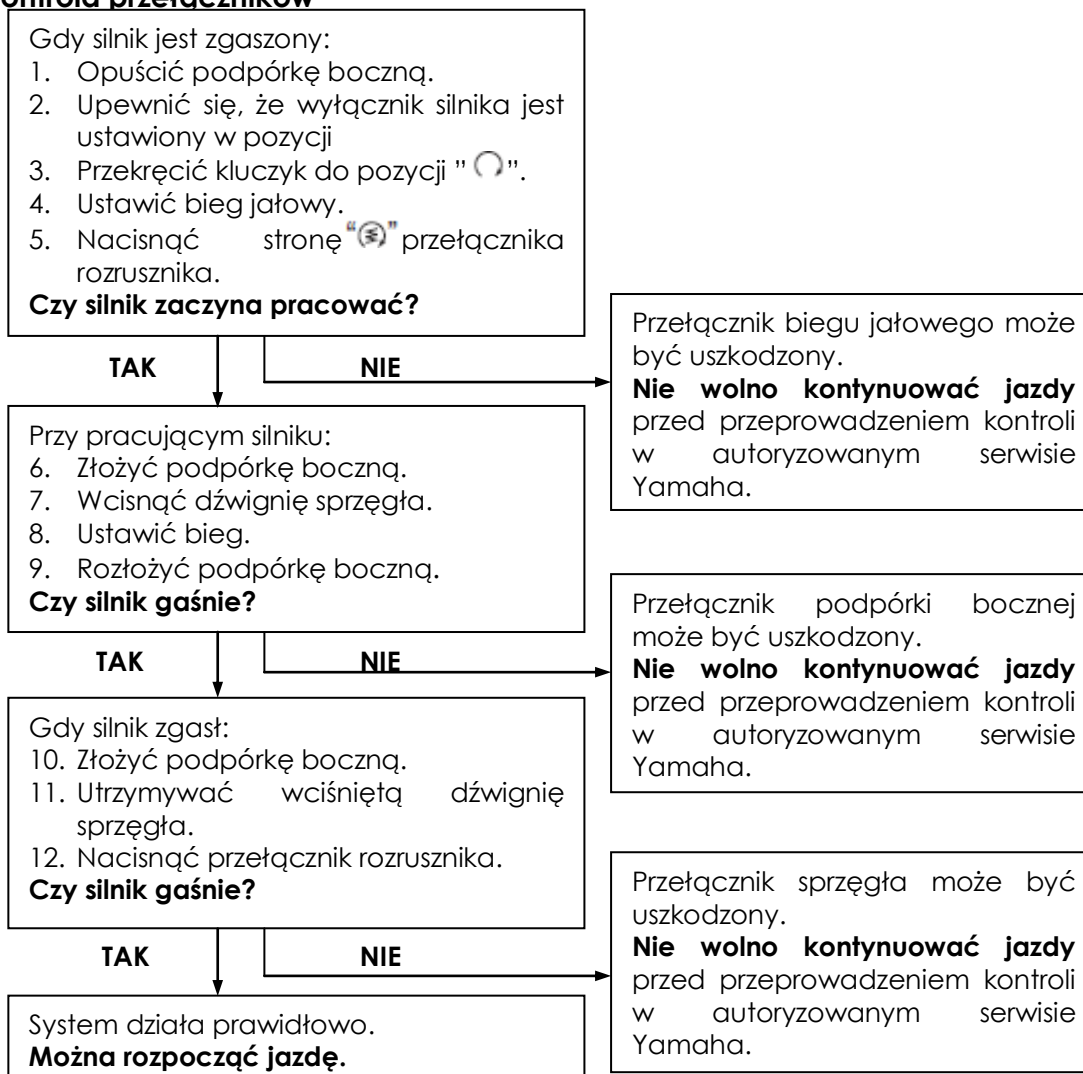 ontrola przełączników
Gdy silnik jest zgaszony:
1. Opuścić podpórkę boczną.
2. Upewnić się, że wyłącznik silnika jest
ustawiony w pozycji
3. Przekręcić kluczyk do pozycji " ".
4. Ustawić bieg jałowy.
5. Nacisnąć stronę “ ” przełącznika
rozrusznika.
Czy silnik zaczyna pracować?
TAK NIE
Przełącznik biegu jałowego może
być uszkodzony.
Nie wolno kontynuować jazdy
przed przeprowadzeniem kontroli
w autoryzowanym serwisie
Yamaha.
Przy pracującym silniku:
6. Złożyć podpórkę boczną.
7. Wcisnąć dźwignię sprzęgła.
8. Ustawić bieg.
9. Rozłożyć podpórkę boczną.
Czy silnik gaśnie?
TAK NIE
Przełącznik podpórki bocznej
może być uszkodzony.
Nie wolno kontynuować jazdy
przed przeprowadzeniem kontroli
w autoryzowanym serwisie
Yamaha.
Gdy silnik zgasł:
10. Złożyć podpórkę boczną.
11. Utrzymywać wciśniętą dźwignię
sprzęgła.
12. Nacisnąć przełącznik rozrusznika.
Czy silnik gaśnie?
TAK NIE
Przełącznik sprzęgła może być
uszkodzony.
Nie wolno kontynuować jazdy
przed przeprowadzeniem kontroli
w autoryzowanym serwisie
Yamaha.
System działa prawidłowo.
Można rozpocząć jazdę.